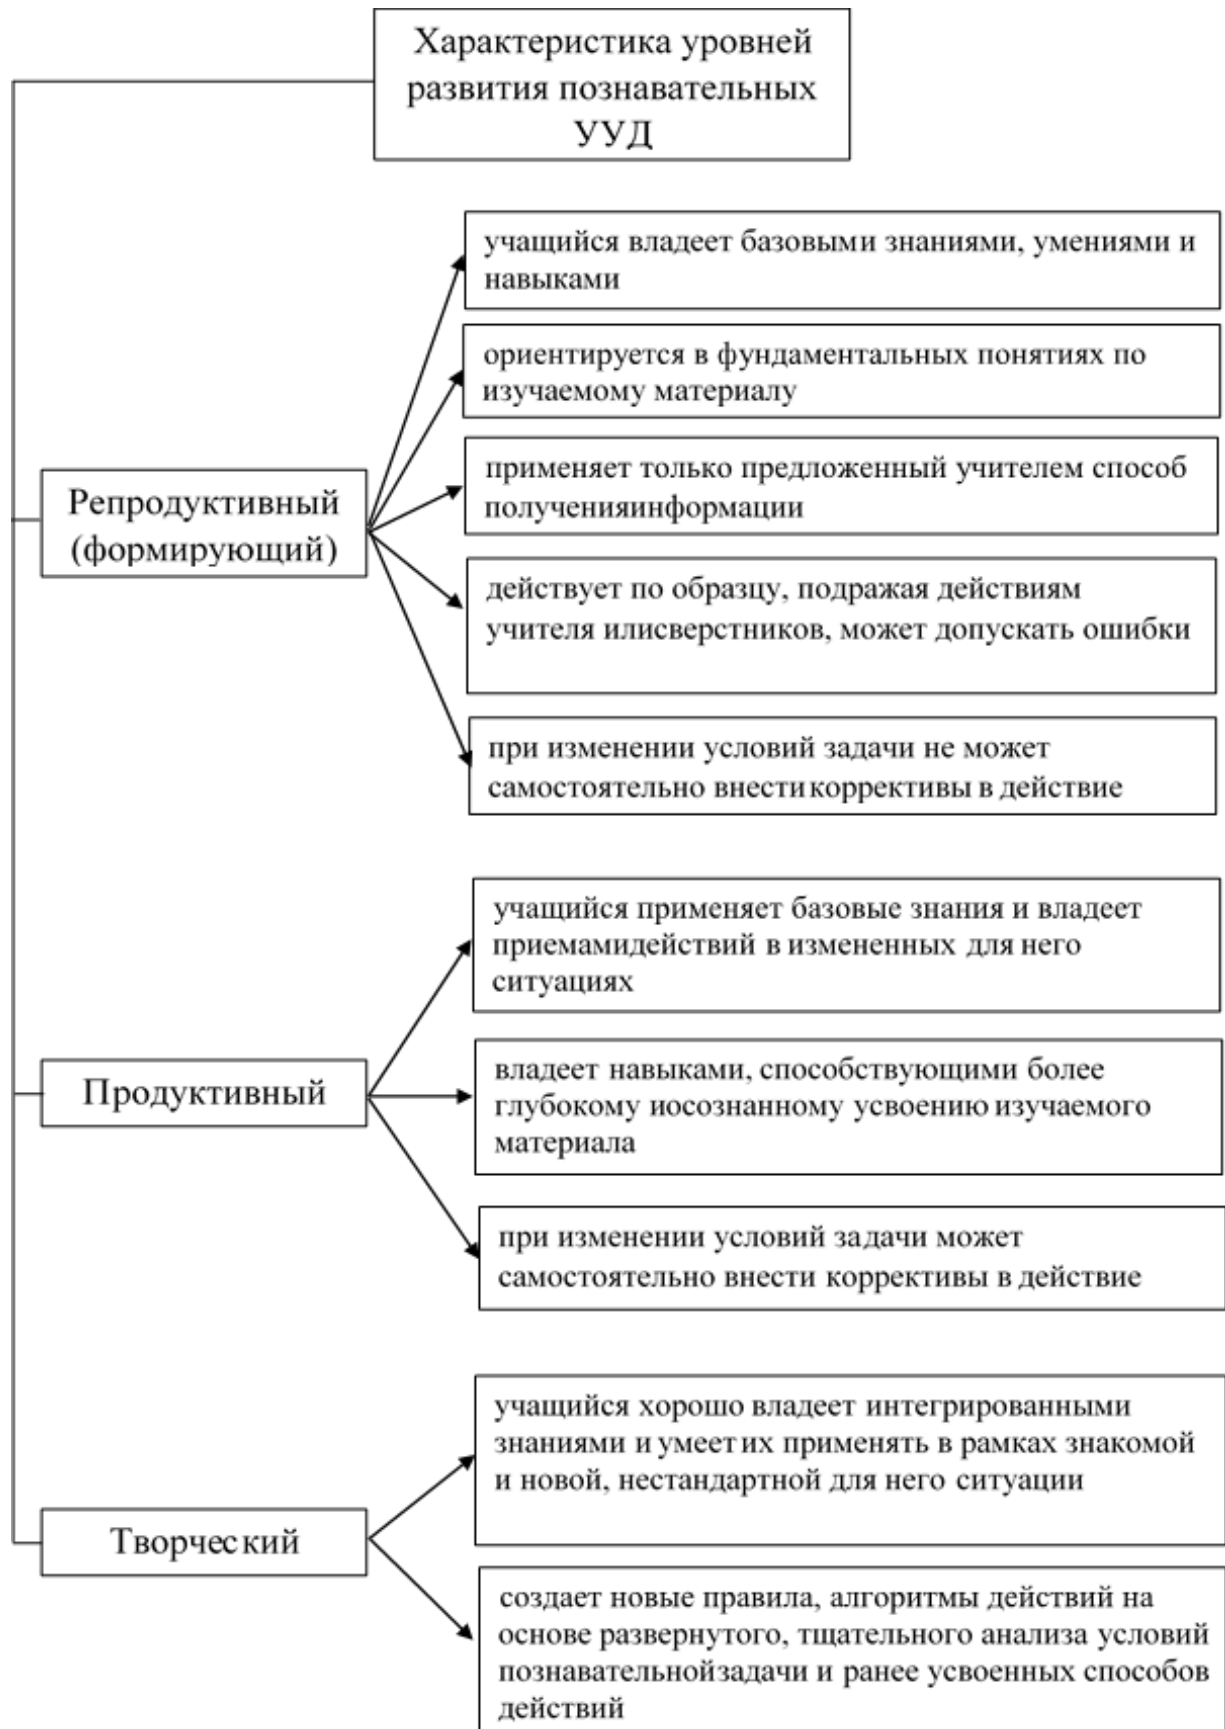 Характеристика уровней
развития познавательных
УУД
учащийся владеет базовыми знаниями, умениями и
навыками
ориентируется в фундаментальных понятиях по
изучаемому материалу
применяет только предложенный учителем способ
полученияинформации
Репродуктивный
(формирующий)
действует по образцу, подражая действиям
учителя илисверстников, может допускать ошибки
при изменении условий задачи не может
самостоятельно внести коррективы в действие
учащийся применяет базовые знания и владеет
приемамидействий в измененных для него
ситуациях
Продуктивный
владеет навыками, способствующими более
глубокому иосознанному усвоению изучаемого
материала
при изменении условий задачи может
самостоятельно внести коррективы в действие
учащийся хорошо владеет интегрированными
знаниями и умеет их применять в рамках знакомой
и новой, нестандартной для него ситуации
Творческий
создает новые правила, алгоритмы действий на
основе развернутого, тщательного анализа условий
познавательнойзадачи и ранее усвоенных способов
действий